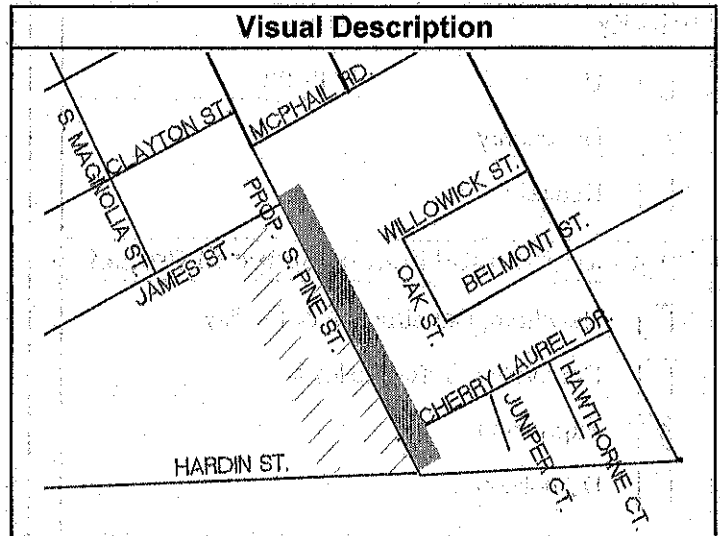 Visual Description
S. MAGNOLIA ST.
CLAYTON ST.
MCPHAIL RD.
JAMES ST.
PROP. S. PINE ST.
WILLOWICK ST.
OAK ST.
BELMONT ST.
CHERRY LAUREL DR.
JUNIPER CT.
HAWTHORNE CT.
HARDIN ST.